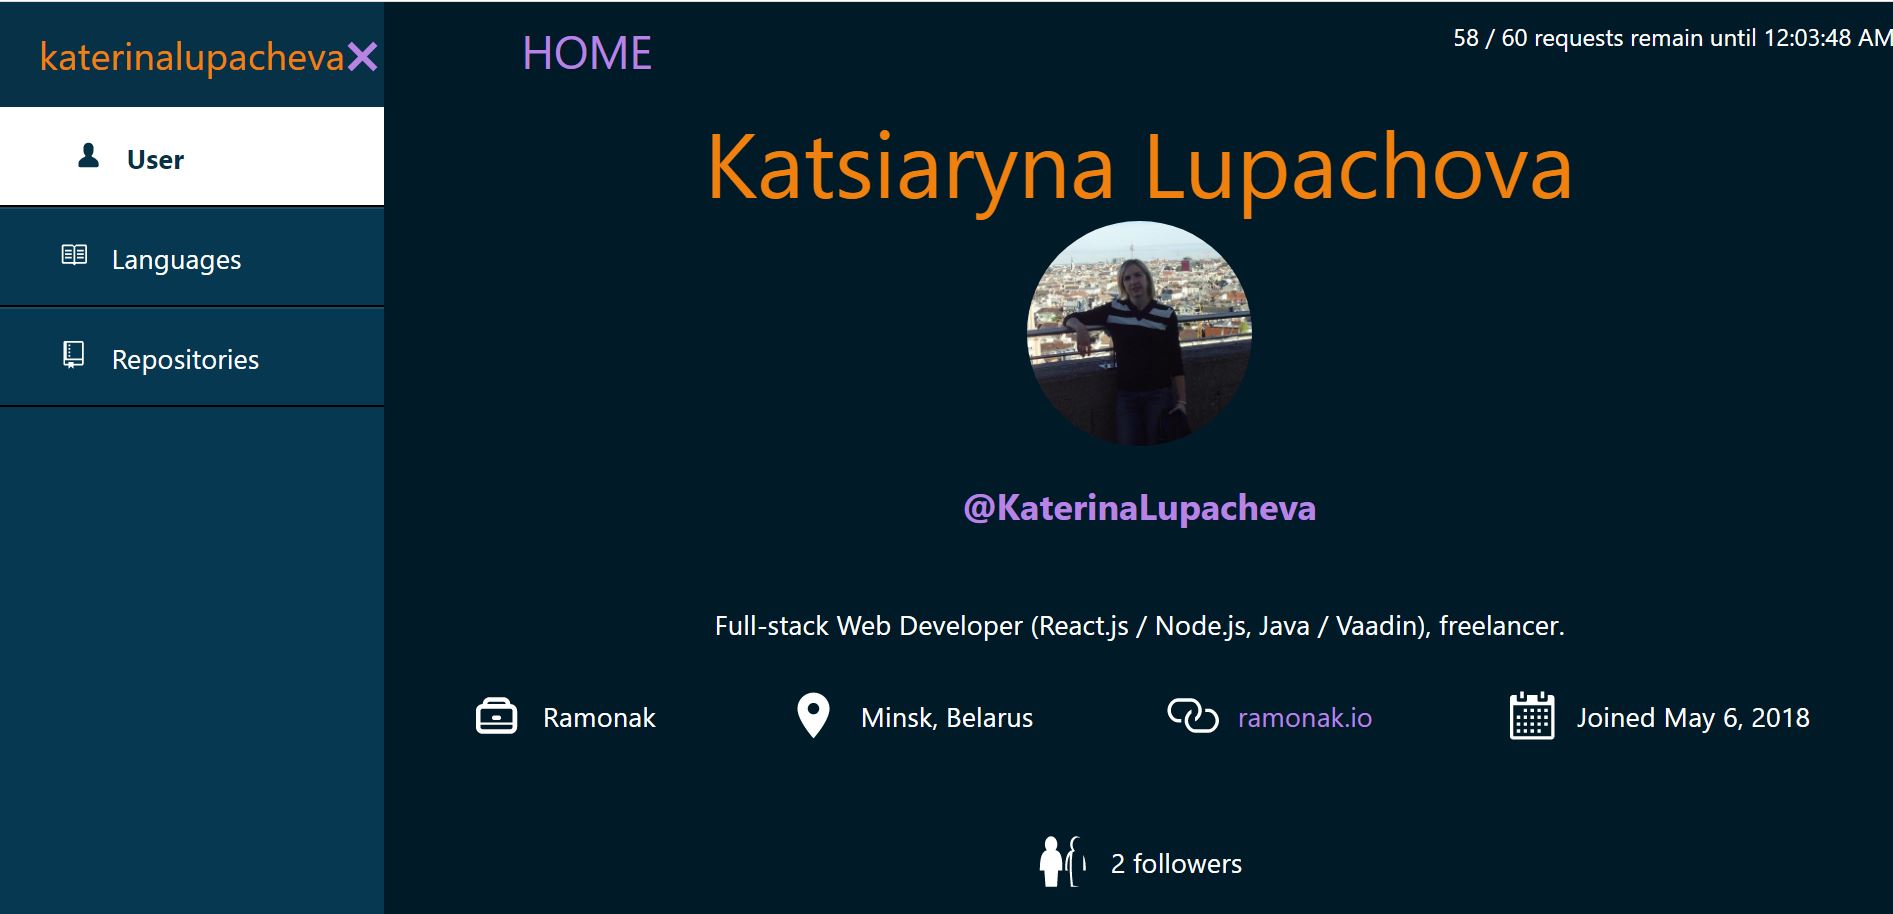 katerinalupacheva
HOME
58 / 60 requests remain until 12:03:48 AM
User
Languages
Repositories
Katsiaryna Lupachova
@KaterinaLupacheva
Full-stack Web Developer (React.js / Node.js, Java / Vaadin), freelancer.
Ramonak
Minsk, Belarus
ramonak.io
Joined May 6, 2018
2 followers